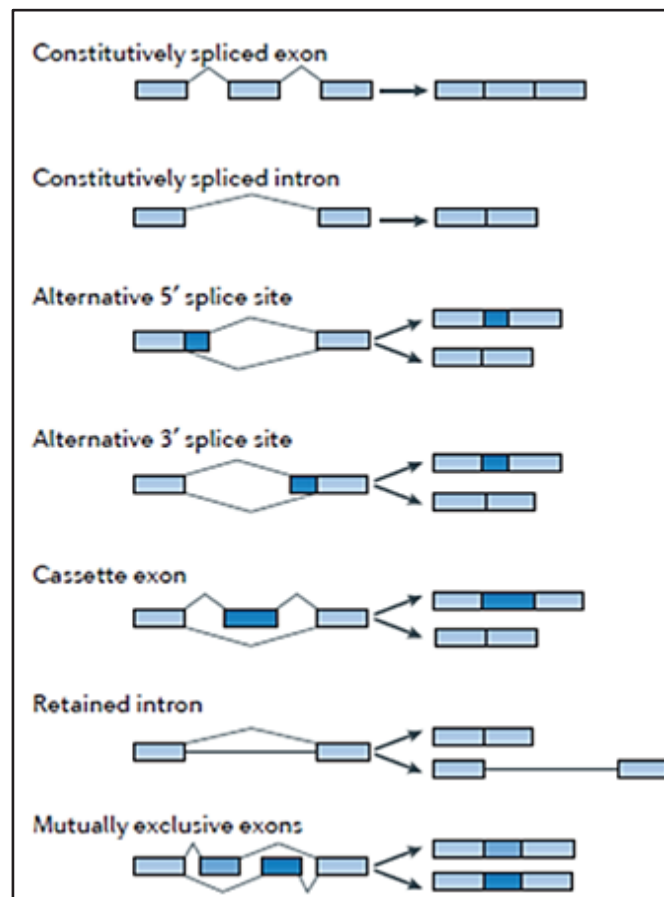 Constitutively spliced exon
Constitutively spliced intron
Alternative 5′ splice site
Alternative 3′ splice site
Cassette exon
Retained intron
Mutually exclusive exons